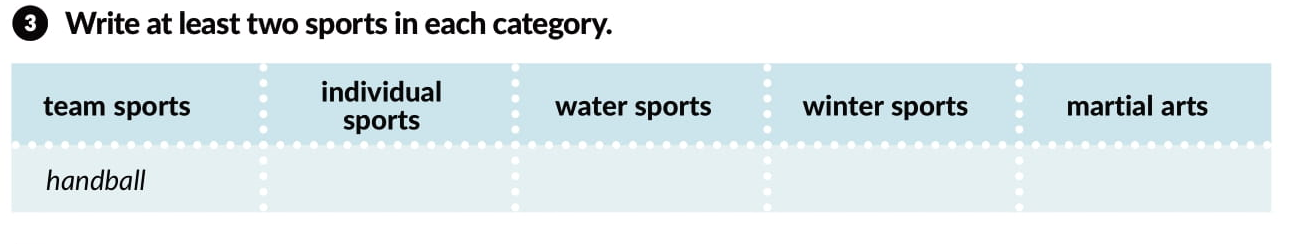 3 Write at least two sports in each category.
team sports
individual
sports
water sports
winter sports
martial arts
handball